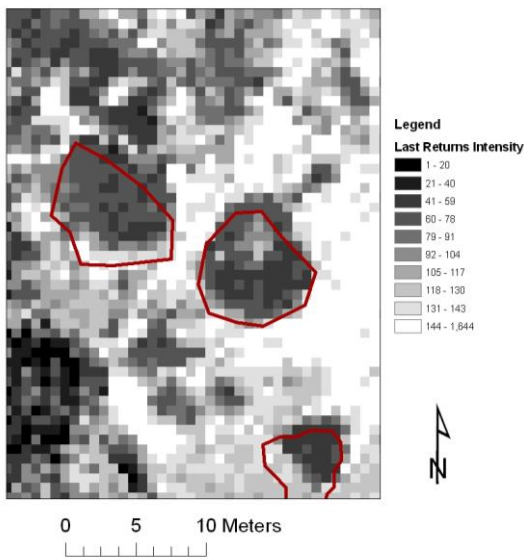 Legend
Last Returns Intensity
1 - 20
21 - 40
41 - 59
60 - 78
79 - 91
92 - 104
105 - 117
118 - 130
131 - 143
144 - 1,644
N
0 5 10 Meters